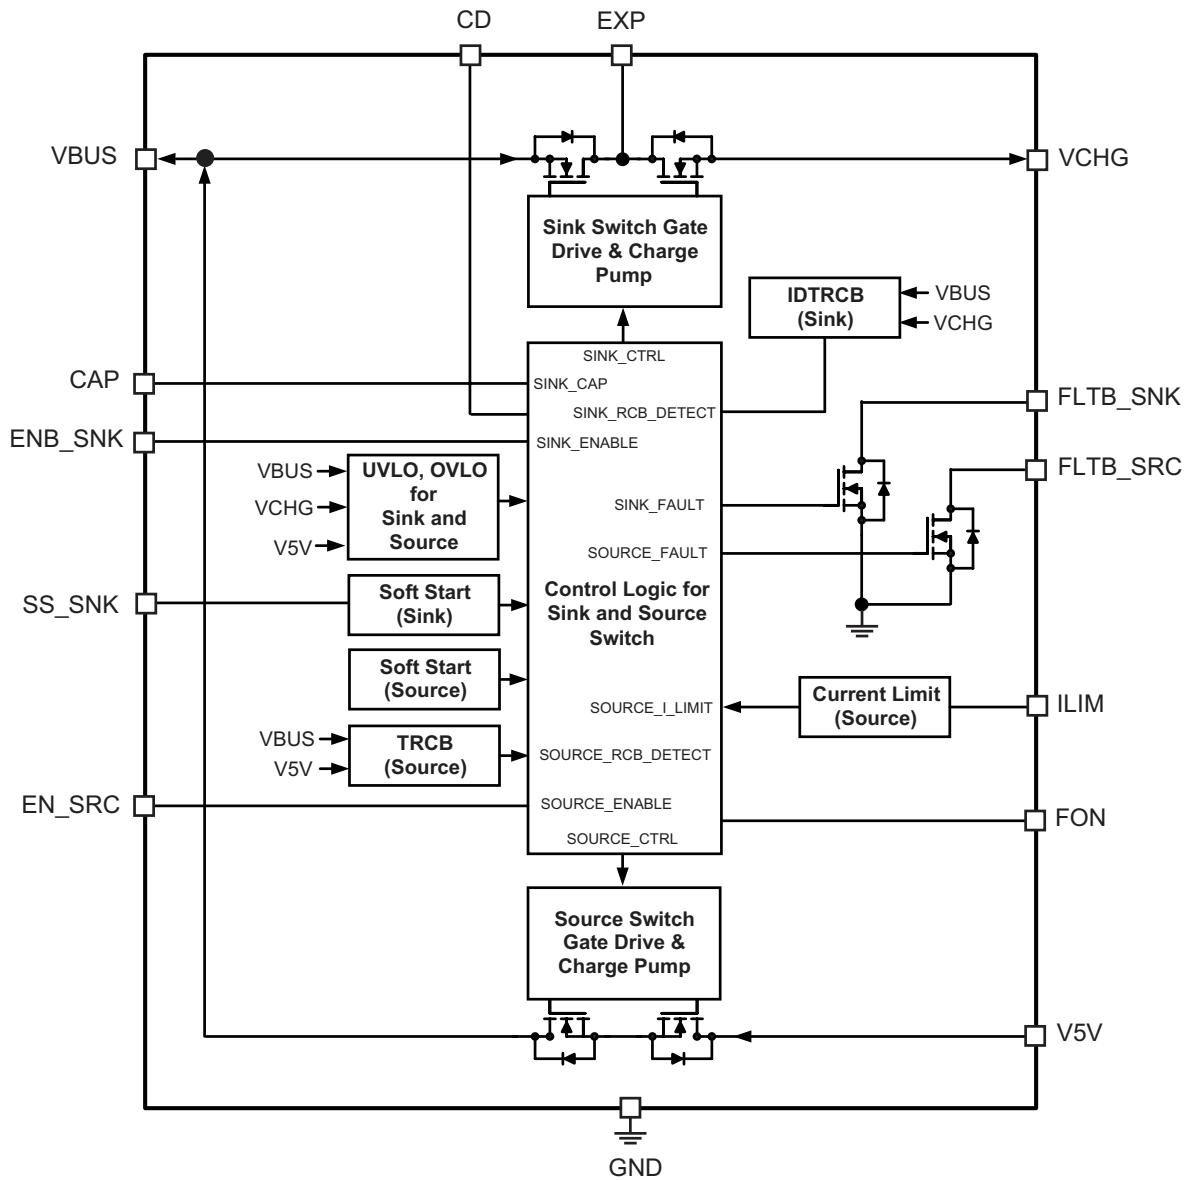 CD
EXP
VBUS
VCHG
Sink Switch Gate
Drive & Charge
Pump
IDTRCB
(Sink)
VBUS
VCHG
SINK_CTRL
CAP
SINK_CAP
SINK_RCB_DETECT
FLTB_SNK
ENB_SNK
SINK_ENABLE
VBUS
VCHG
V5V
UVLO, OVLO
for
Sink and
Source
FLTB_SRC
SINK_FAULT
SOURCE_FAULT
Control Logic for
Sink and Source
Switch
SS_SNK
Soft Start
(Sink)
Soft Start
(Source)
SOURCE_I_LIMIT
Current Limit
(Source)
ILIM
VBUS
V5V
TRCB
(Source)
SOURCE_RCB_DETECT
EN_SRC
SOURCE_ENABLE
FON
SOURCE_CTRL
Source Switch
Gate Drive &
Charge Pump
V5V
GND